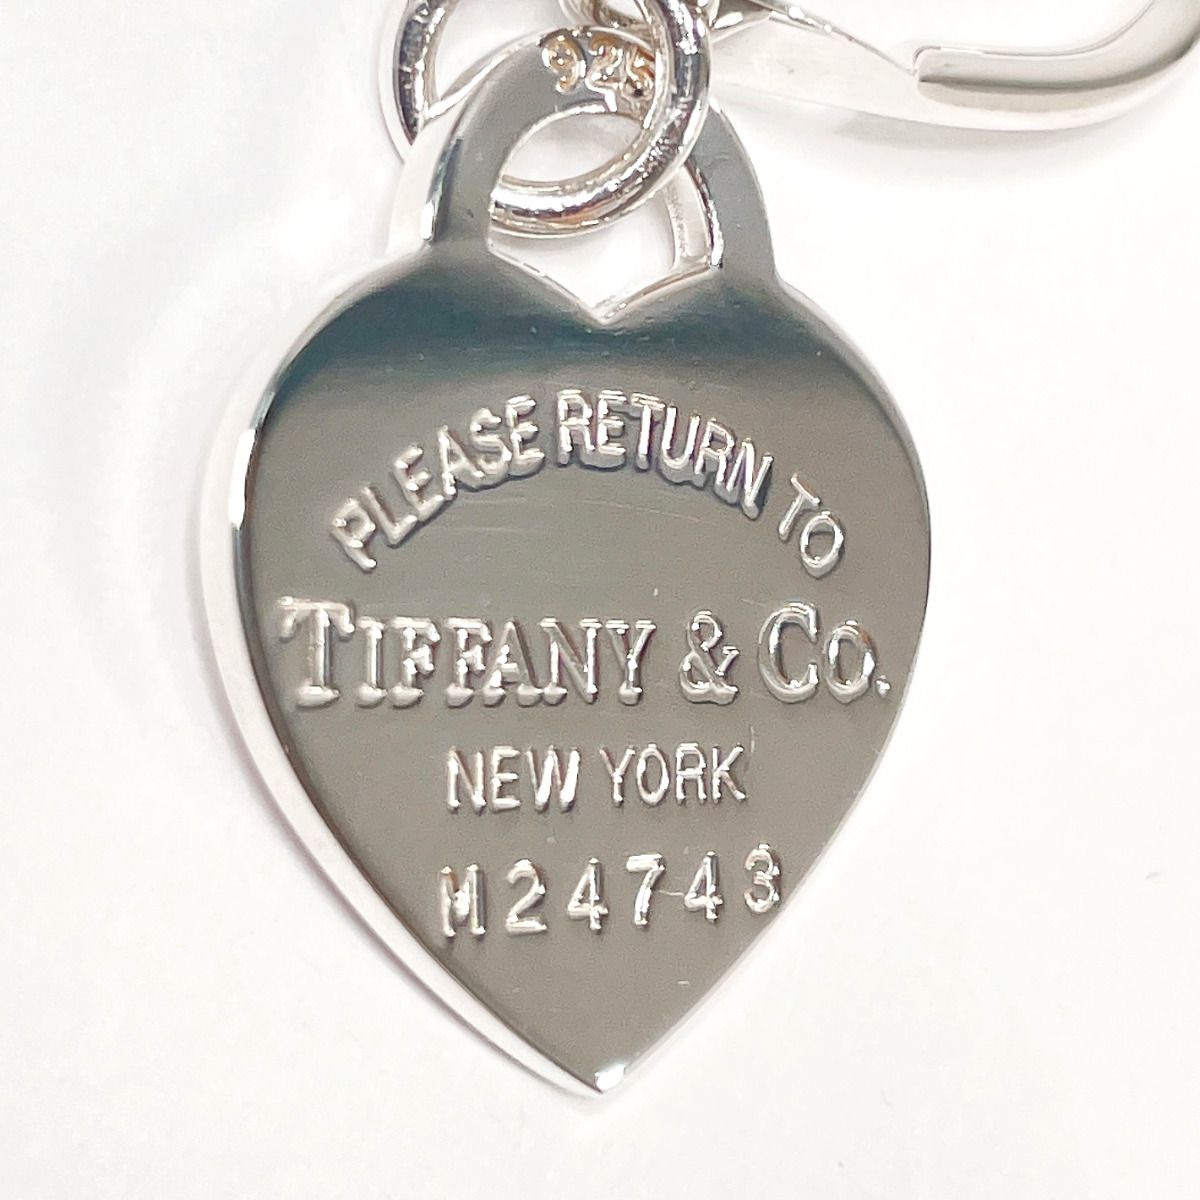 925
PLEASE RETURN TO
TIFFANY & CO.
NEW YORK
M24743